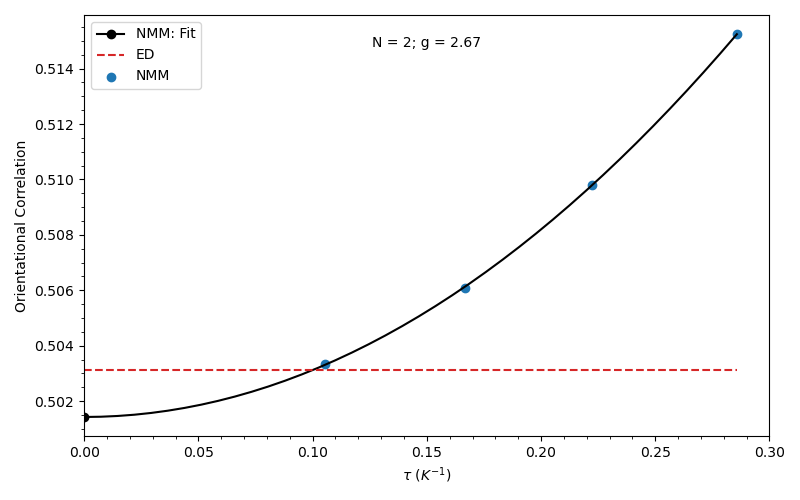 NMM: Fit
ED
NMM
N = 2; g = 2.67
Orientational Correlation
0.514
0.512
0.510
0.508
0.506
0.504
0.502
0.00 0.05 0.10 0.15 0.20 0.25 0.30
τ (K⁻¹)